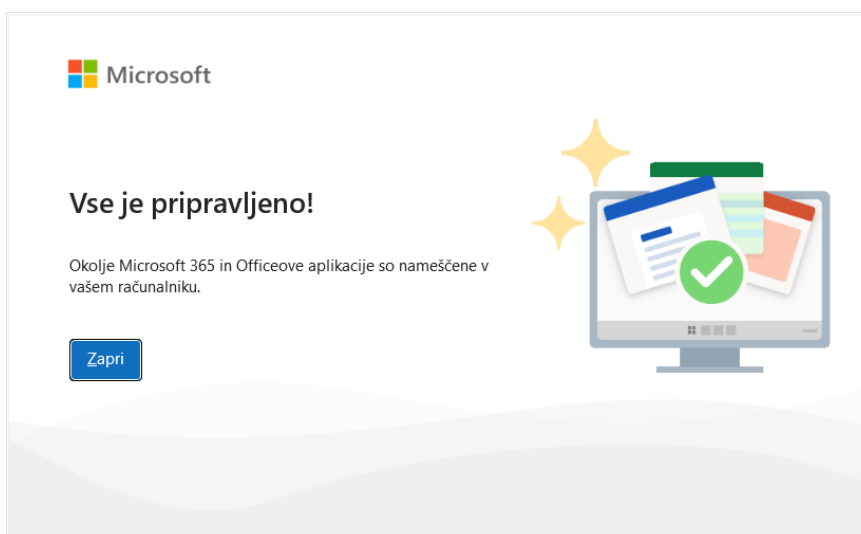 Microsoft
Vse je pripravljeno!
Okolje Microsoft 365 in Officeove aplikacije so nameščene v
vašem računalniku.
Zapri